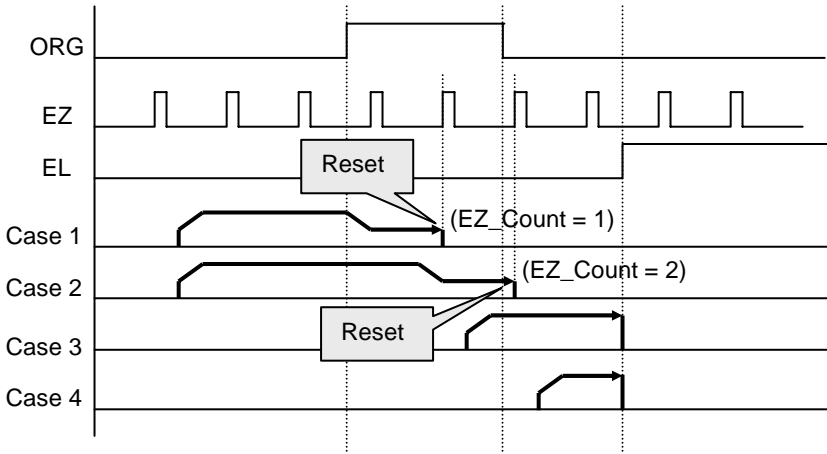 ORG
EZ
EL
Reset
Case 1
(EZ_Count = 1)
Case 2
(EZ_Count = 2)
Reset
Case 3
Case 4